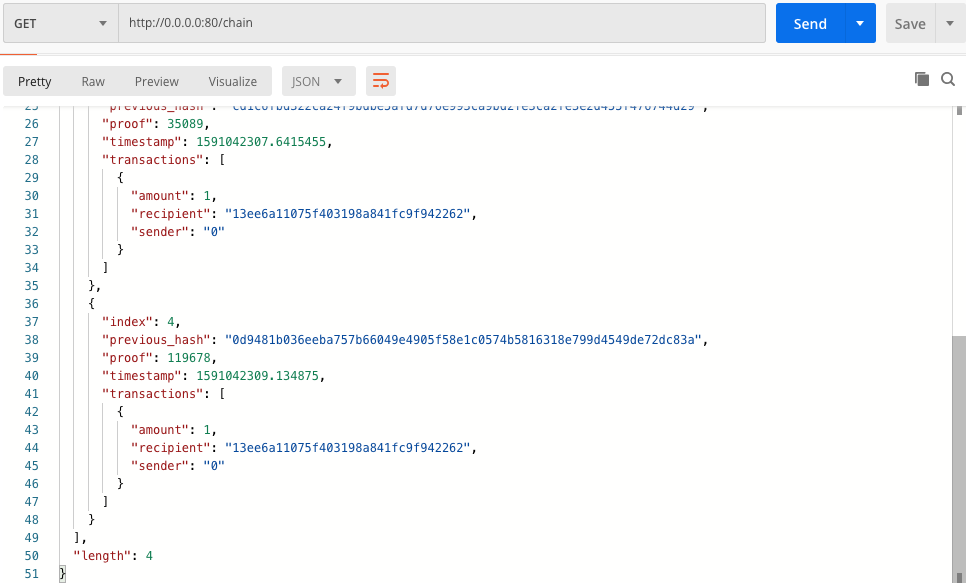 GET http://0.0.0.0:80/chain Send Save
Pretty Raw Preview Visualize JSON
26 "proof": 35089,
27 "timestamp": 1591042307.6415455,
28 "transactions": [
29 {
30 "amount": 1,
31 "recipient": "13ee6a11075f403198a841fc9f942262",
32 "sender": "0"
33 }
34 ]
35 },
36 {
37 "index": 4,
38 "previous_hash": "0d9481b036eeba757b66049e4905f58e1c0574b5816318e799d4549de72dc83a",
39 "proof": 119678,
40 "timestamp": 1591042309.134875,
41 "transactions": [
42 {
43 "amount": 1,
44 "recipient": "13ee6a11075f403198a841fc9f942262",
45 "sender": "0"
46 }
47 ]
48 }
49 ],
50 "length": 4
51 }